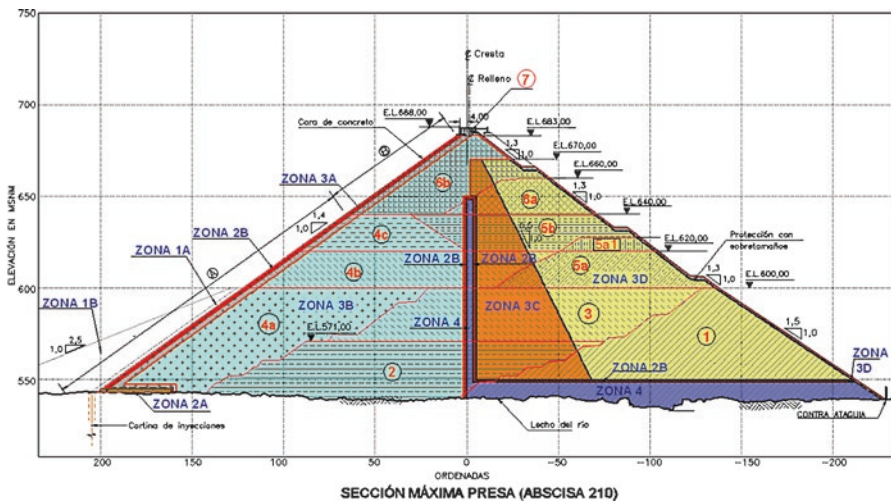 Cresta
Relleno
7
E.L.688,00
4,00
E.L.683,00
Cara de concreto
1,3
1,0
E.L.670,00
E.L.660,00
ZONA 3A
6b
6a
1,3
1,0
E.L.640,00
1,4
1,0
ZONA 2B
4c
5b
Protección con
sobretamaños
5a1
E.L.620,00
ZONA 1A
4b
ZONA 2B
ZONA 2B
5a
ZONA 3D
1,3
1,0
E.L.600,00
ZONA 1B
ZONA 3B
ZONA 3C
4a
E.L.571,00
ZONA 4
3
1
1,5
1,0
2,5
1,0
2
ZONA 2B
ZONA
3D
ZONA 2A
ZONA 4
Cortina de inyecciones
Lecho del río
CONTRA ATAGUIA
ELEVACIÓN EN MSNM
750
700
650
600
550
200
150
100
50
0
-50
-100
-150
-200
ORDENADAS
SECCIÓN MÁXIMA PRESA (ABSCISA 210)